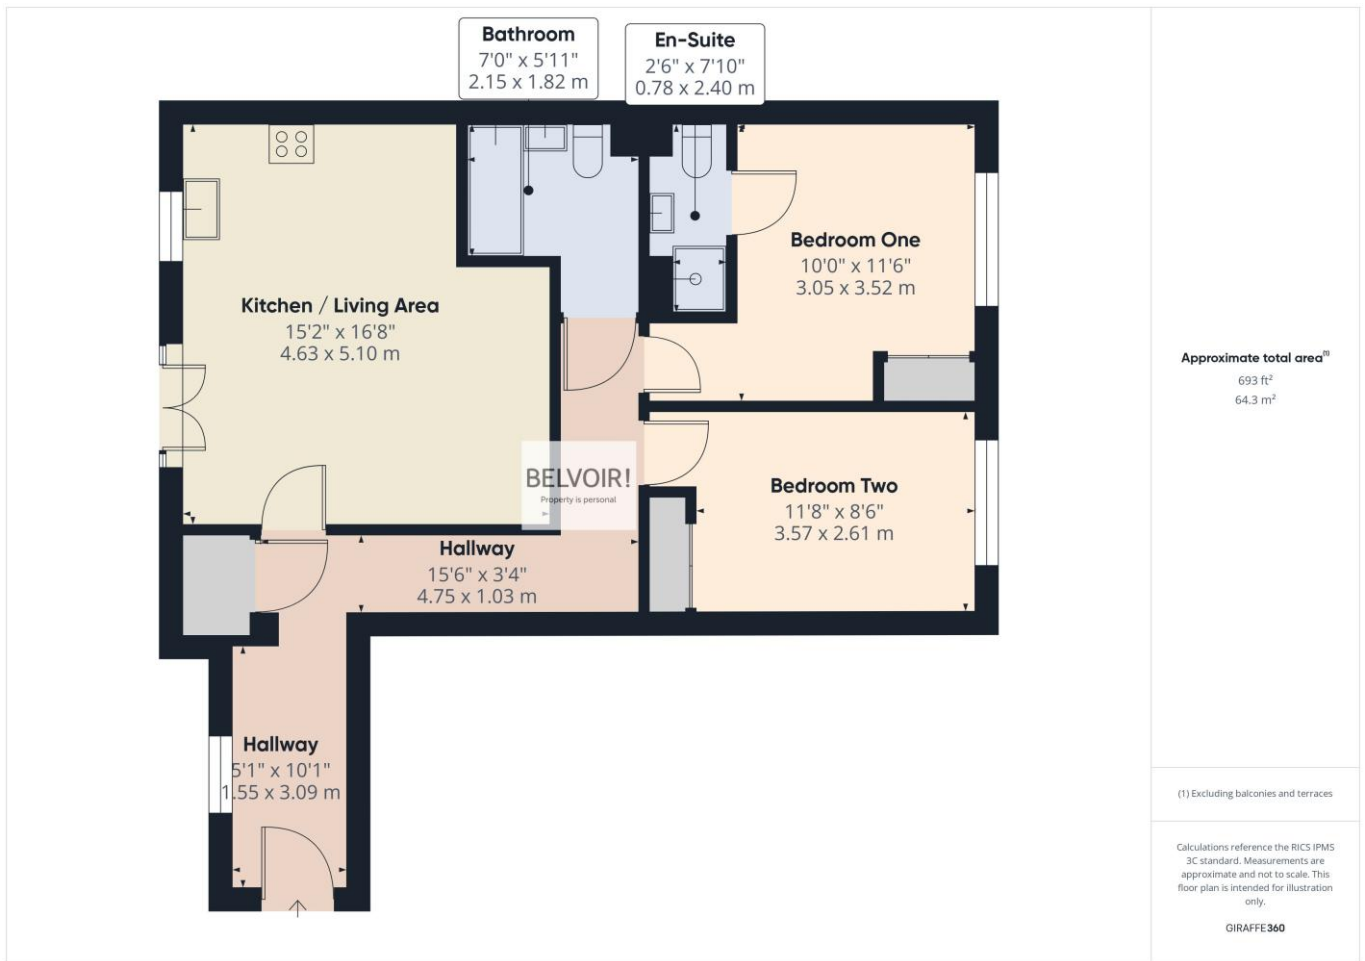 Bathroom
7'0" x 5'11"
2.15 x 1.82 m
En-Suite
2'6" x 7'10"
0.78 x 2.40 m
Kitchen / Living Area
15'2" x 16'8"
4.63 x 5.10 m
Bedroom One
10'0" x 11'6"
3.05 x 3.52 m
BELVOIR!
Property is personal
Bedroom Two
11'8" x 8'6"
3.57 x 2.61 m
Hallway
15'6" x 3'4"
4.75 x 1.03 m
Hallway
5'1" x 10'1"
1.55 x 3.09 m
Approximate total area(1)
693 ft²
64.3 m²
(1) Excluding balconies and terraces
Calculations reference the RICS IPMS
3C standard. Measurements are
approximate and not to scale. This
floor plan is intended for illustration
only.
GIRAFFE360